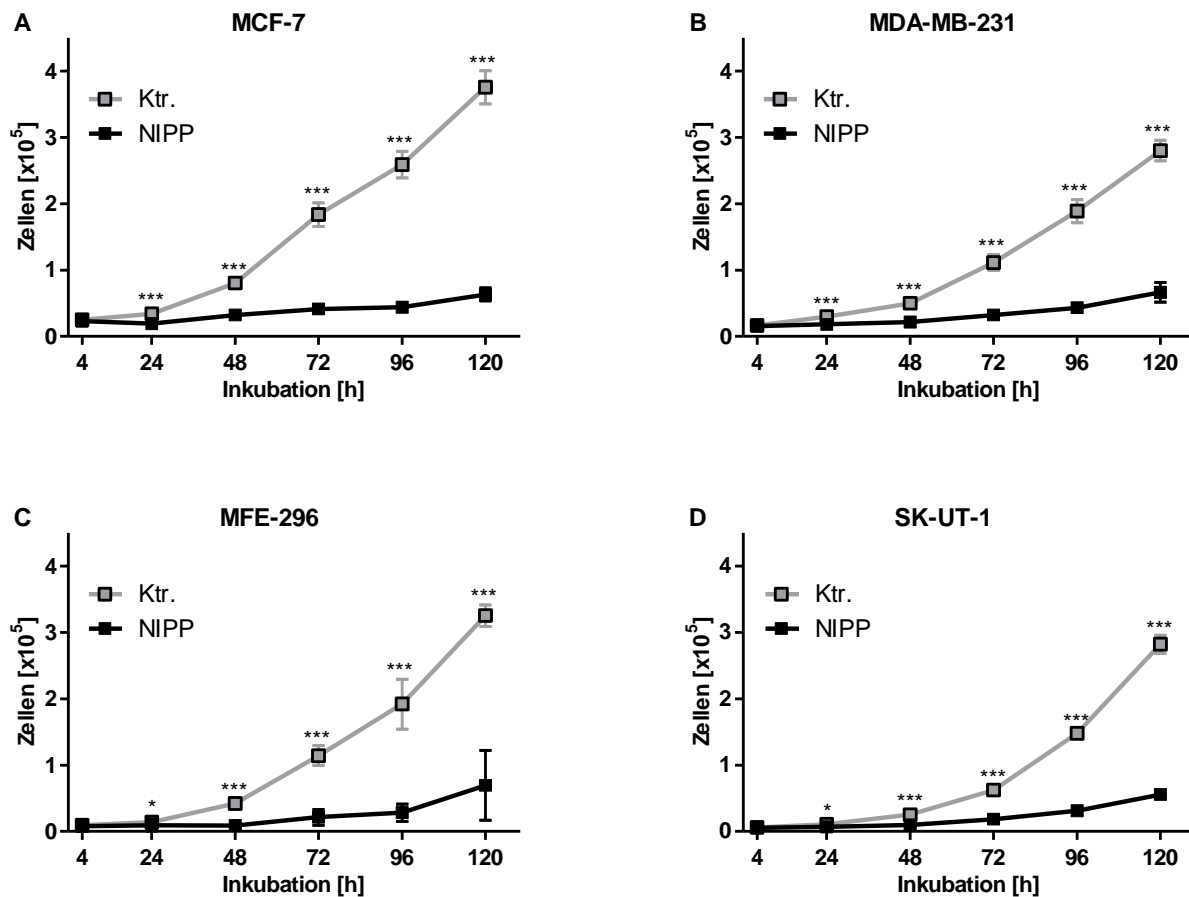 A
MCF-7
4
3
2
1
0
Zellen [x10⁵]
Ktr.
NIPP
***
***
***
***
***
4 24 48 72 96 120
Inkubation [h]
B
MDA-MB-231
4
3
2
1
0
Zellen [x10⁵]
Ktr.
NIPP
***
***
***
***
***
4 24 48 72 96 120
Inkubation [h]
C
MFE-296
4
3
2
1
0
Zellen [x10⁵]
Ktr.
NIPP
*
***
***
***
***
4 24 48 72 96 120
Inkubation [h]
D
SK-UT-1
4
3
2
1
0
Zellen [x10⁵]
Ktr.
NIPP
*
***
***
***
***
4 24 48 72 96 120
Inkubation [h]